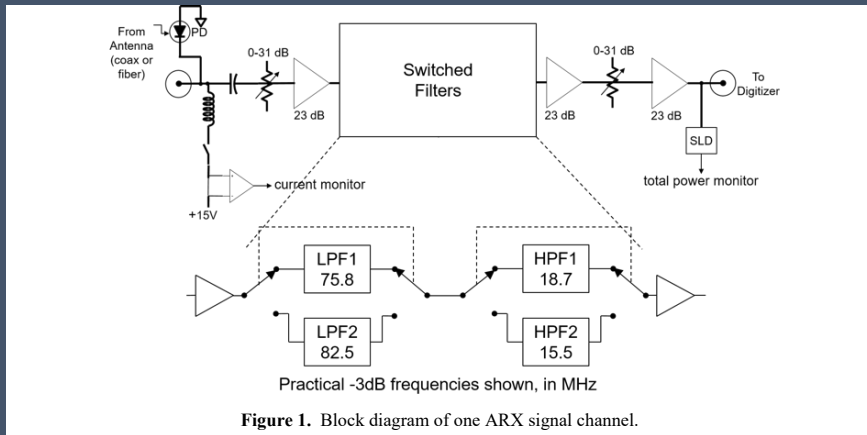 From
Antenna
(coax or
fiber)
PD
0-31 dB
23 dB
Switched
Filters
0-31 dB
23 dB
23 dB
To
Digitizer
SLD
total power monitor
current monitor
+15V
LPF1
75.8
HPF1
18.7
LPF2
82.5
HPF2
15.5
Practical -3dB frequencies shown, in MHz
Figure 1. Block diagram of one ARX signal channel.